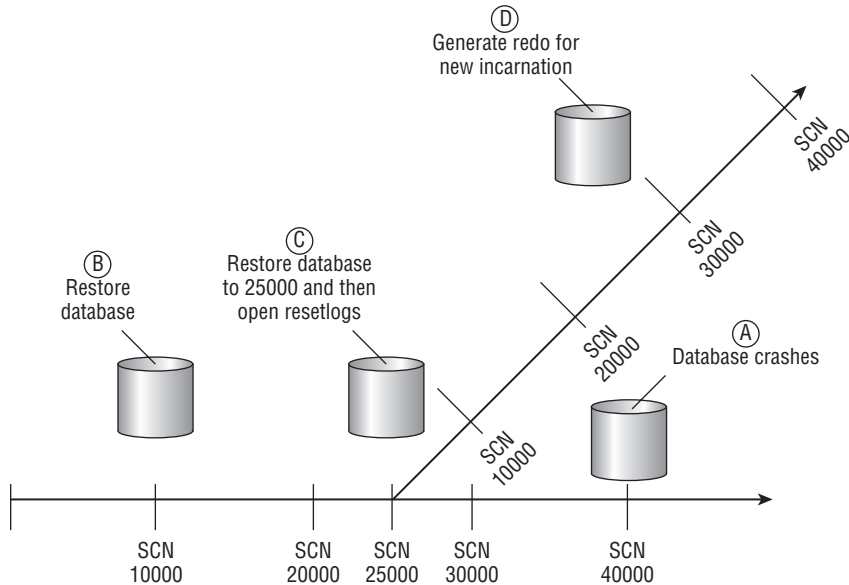 D
Generate redo for
new incarnation
SCN
40000
SCN
30000
B
Restore
database
C
Restore database
to 25000 and then
open resetlogs
SCN
20000
A
Database crashes
SCN
10000
SCN
10000
SCN
20000
SCN
25000
SCN
30000
SCN
40000